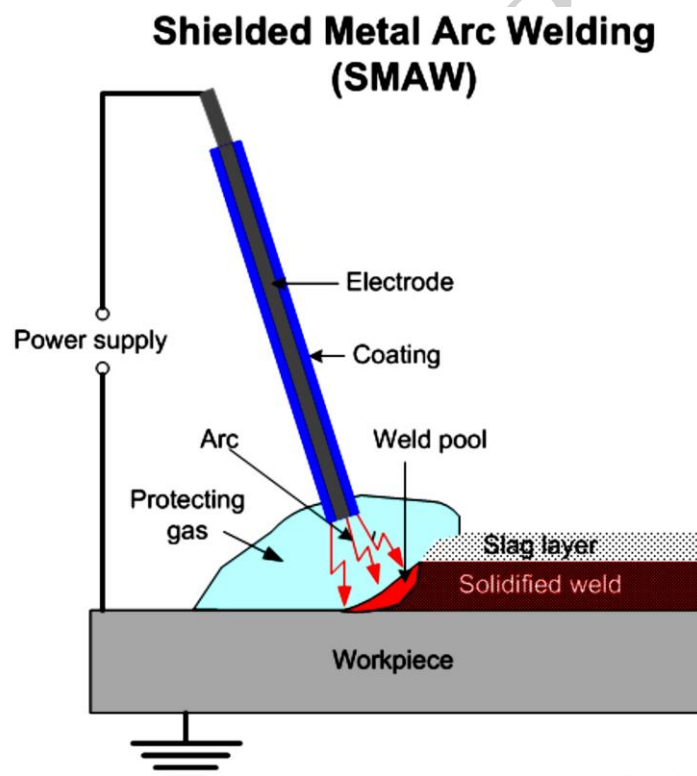 Shielded Metal Arc Welding
(SMAW)
Electrode
Power supply
Coating
Arc
Weld pool
Protecting
gas
Slag layer
Solidified weld
Workpiece